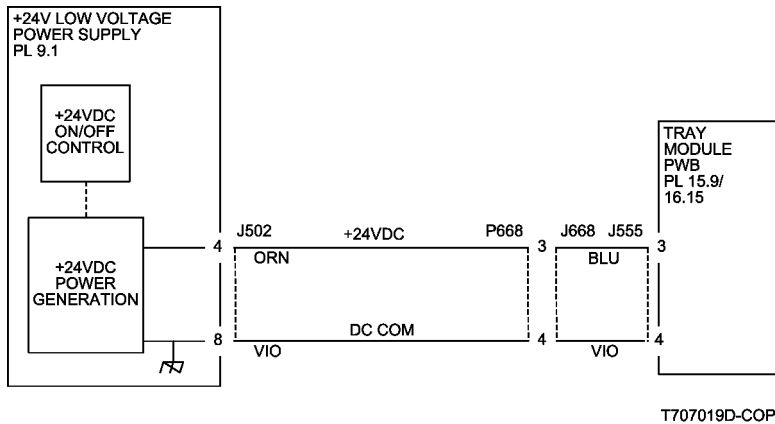 +24V LOW VOLTAGE
POWER SUPPLY
PL 9.1
+24VDC
ON/OFF
CONTROL
+24VDC
POWER
GENERATION
4
J502
+24VDC
P668
3
J668
J555
3
ORN
BLU
8
DC COM
4
4
VIO
VIO
TRAY
MODULE
PWB
PL 15.9/
16.15
T707019D-COP